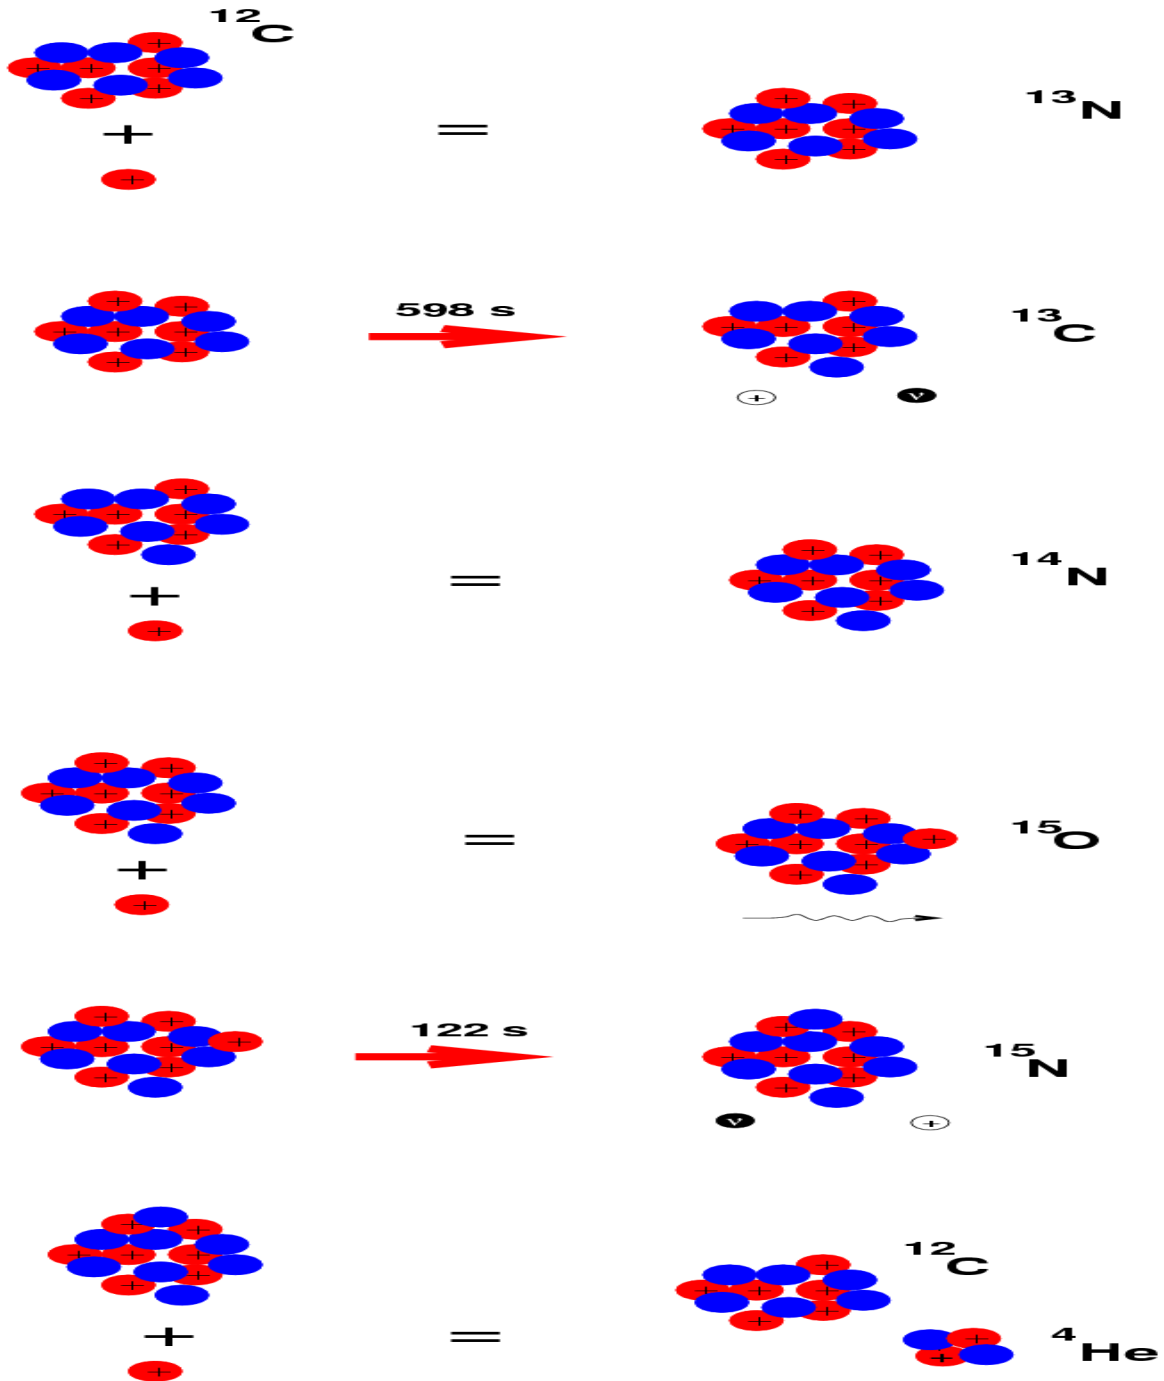 ¹²C
+
=
¹³N
598 s
¹³C
+
ν
+
=
¹⁴N
+
=
¹⁵O
122 s
¹⁵N
ν
+
¹²C
+
=
⁴He